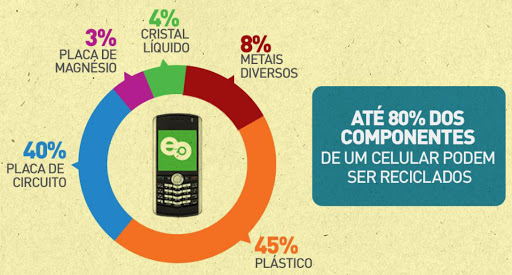 4%
CRISTAL
LÍQUIDO
3%
PLACA DE
MAGNÉSIO
8%
METAIS
DIVERSOS
40%
PLACA DE
CIRCUITO
45%
PLÁSTICO
ATÉ 80% DOS
COMPONENTES
DE UM CELULAR PODEM
SER RECICLADOS